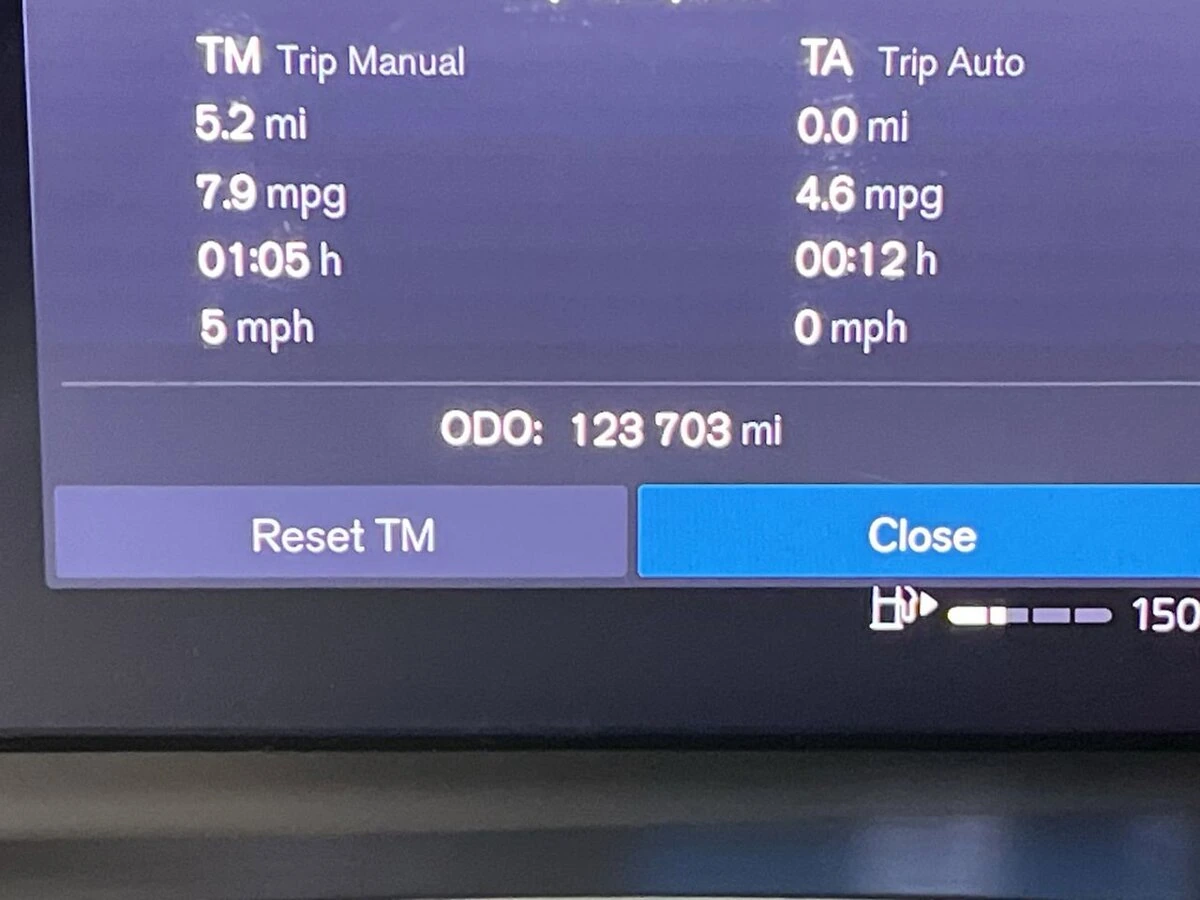 TM Trip Manual TA Trip Auto
5.2 mi 0.0 mi
7.9 mpg 4.6 mpg
01:05 h 00:12 h
5 mph 0 mph
ODO: 123 703 mi
Reset TM Close
150